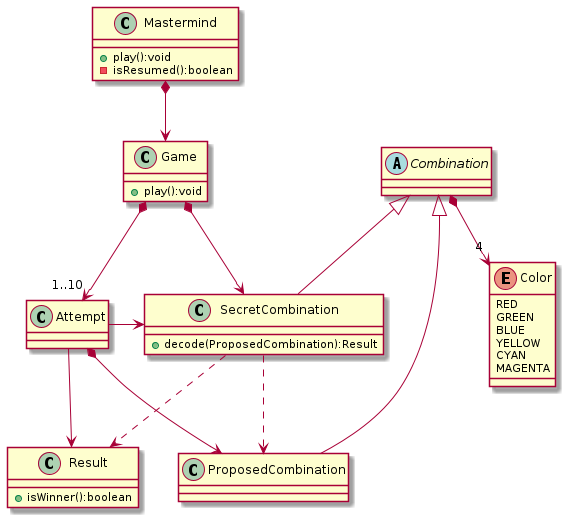 C Mastermind
play():void
isResumed():boolean
C Game
play():void
A Combination
1..10
4
C Attempt
C SecretCombination
decode(ProposedCombination):Result
E Color
RED
GREEN
BLUE
YELLOW
CYAN
MAGENTA
C Result
isWinner():boolean
C ProposedCombination